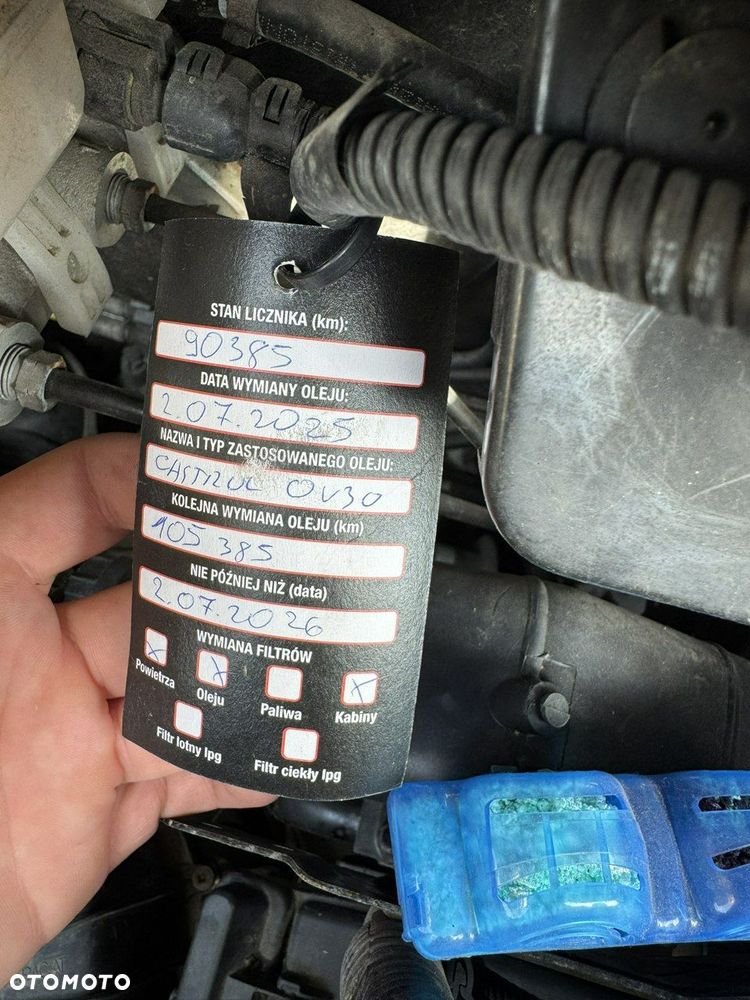 STAN LICZNIKA (km):
90385
DATA WYMIANY OLEJU:
2.07.2025
NAZWA I TYP ZASTOSOWANEGO OLEJU:
CASTROL 0W30
KOLEJNA WYMIANA OLEJU (km)
105 385
NIE PÓŹNIEJ NIŻ (data)
2.07.2026
WYMIANA FILTRÓW
Powietrza
Oleju
Paliwa
Kabiny
Filtr lotny lpg
Filtr ciekły lpg
OTOMOTO